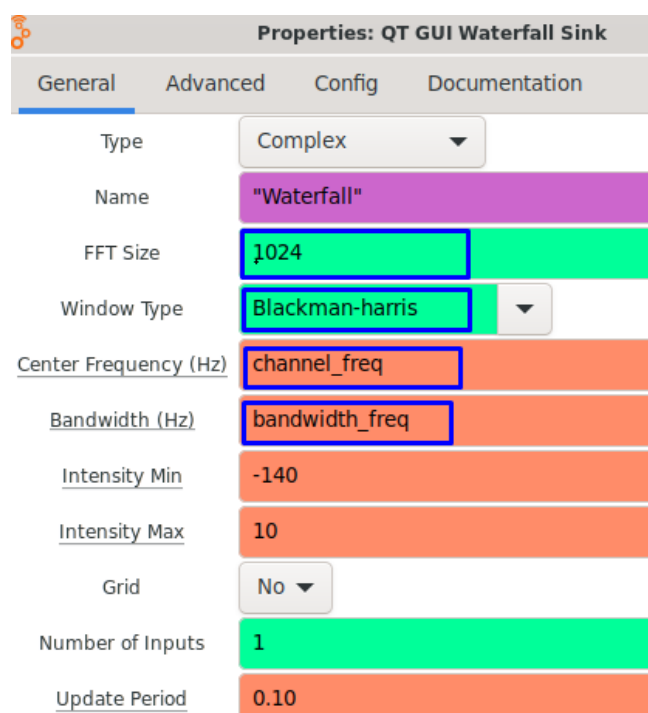 Properties: QT GUI Waterfall Sink
General Advanced Config Documentation
Type Complex
Name "Waterfall"
FFT Size 1024
Window Type Blackman-harris
Center Frequency (Hz) channel_freq
Bandwidth (Hz) bandwidth_freq
Intensity Min -140
Intensity Max 10
Grid No
Number of Inputs 1
Update Period 0.10